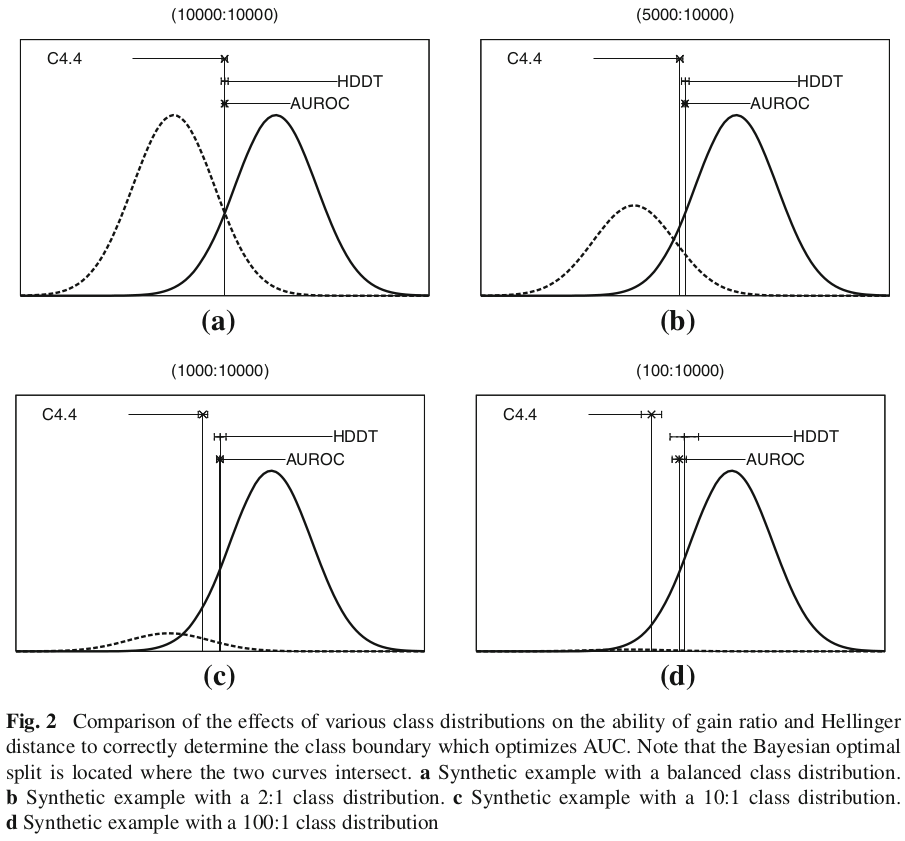 (10000:10000)
(5000:10000)
C4.4
HDDT
AUROC
C4.4
HDDT
AUROC
(a)
(b)
(1000:10000)
(100:10000)
C4.4
HDDT
AUROC
C4.4
HDDT
AUROC
(c)
(d)
Fig. 2 Comparison of the effects of various class distributions on the ability of gain ratio and Hellinger
distance to correctly determine the class boundary which optimizes AUC. Note that the Bayesian optimal
split is located where the two curves intersect. a Synthetic example with a balanced class distribution.
b Synthetic example with a 2:1 class distribution. c Synthetic example with a 10:1 class distribution.
d Synthetic example with a 100:1 class distribution